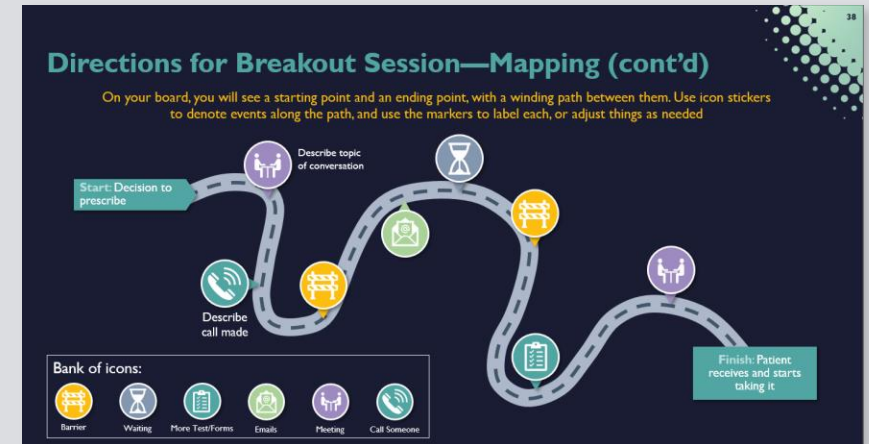 38
Directions for Breakout Session—Mapping (cont'd)
On your board, you will see a starting point and an ending point, with a winding path between them. Use icon stickers
to denote events along the path, and use the markers to label each, or adjust things as needed
Describe topic
of conversation
Start: Decision to
prescribe
Describe
call made
Finish: Patient
receives and starts
taking it
Bank of icons:
Barrier
Waiting
More Test/Forms
Emails
Meeting
Call Someone